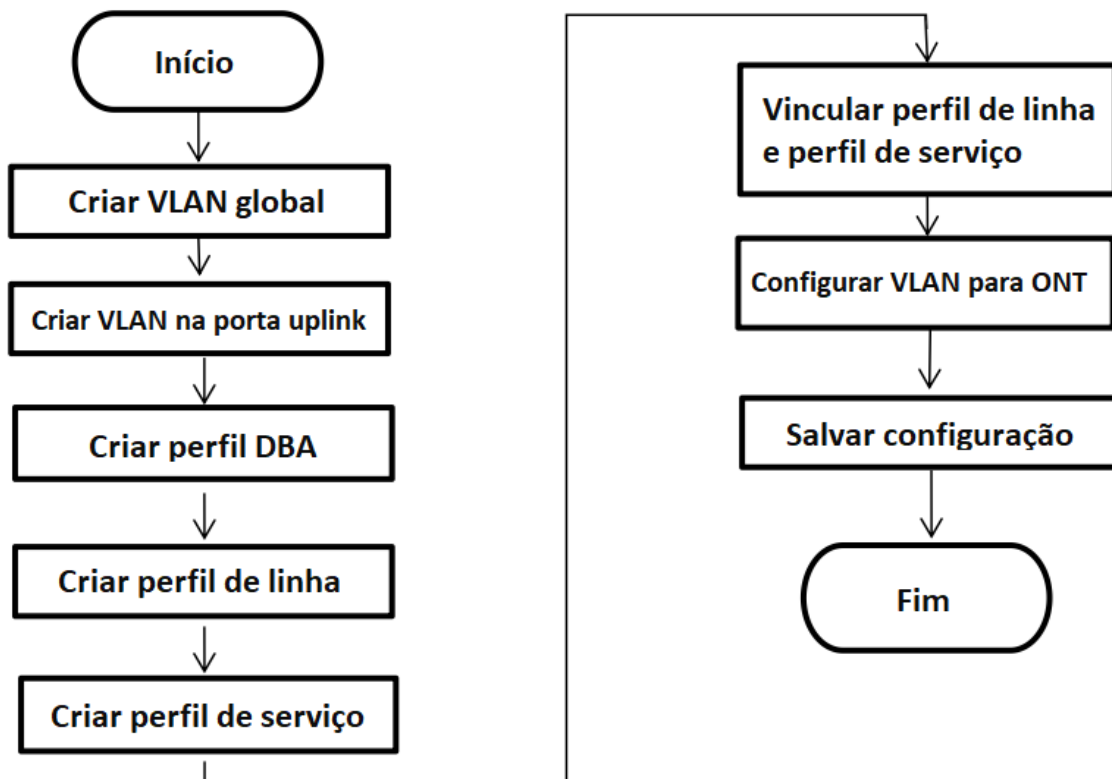 Início
Criar VLAN global
Criar VLAN na porta uplink
Criar perfil DBA
Criar perfil de linha
Criar perfil de serviço
Vincular perfil de linha
e perfil de serviço
Configurar VLAN para ONT
Salvar configuração
Fim